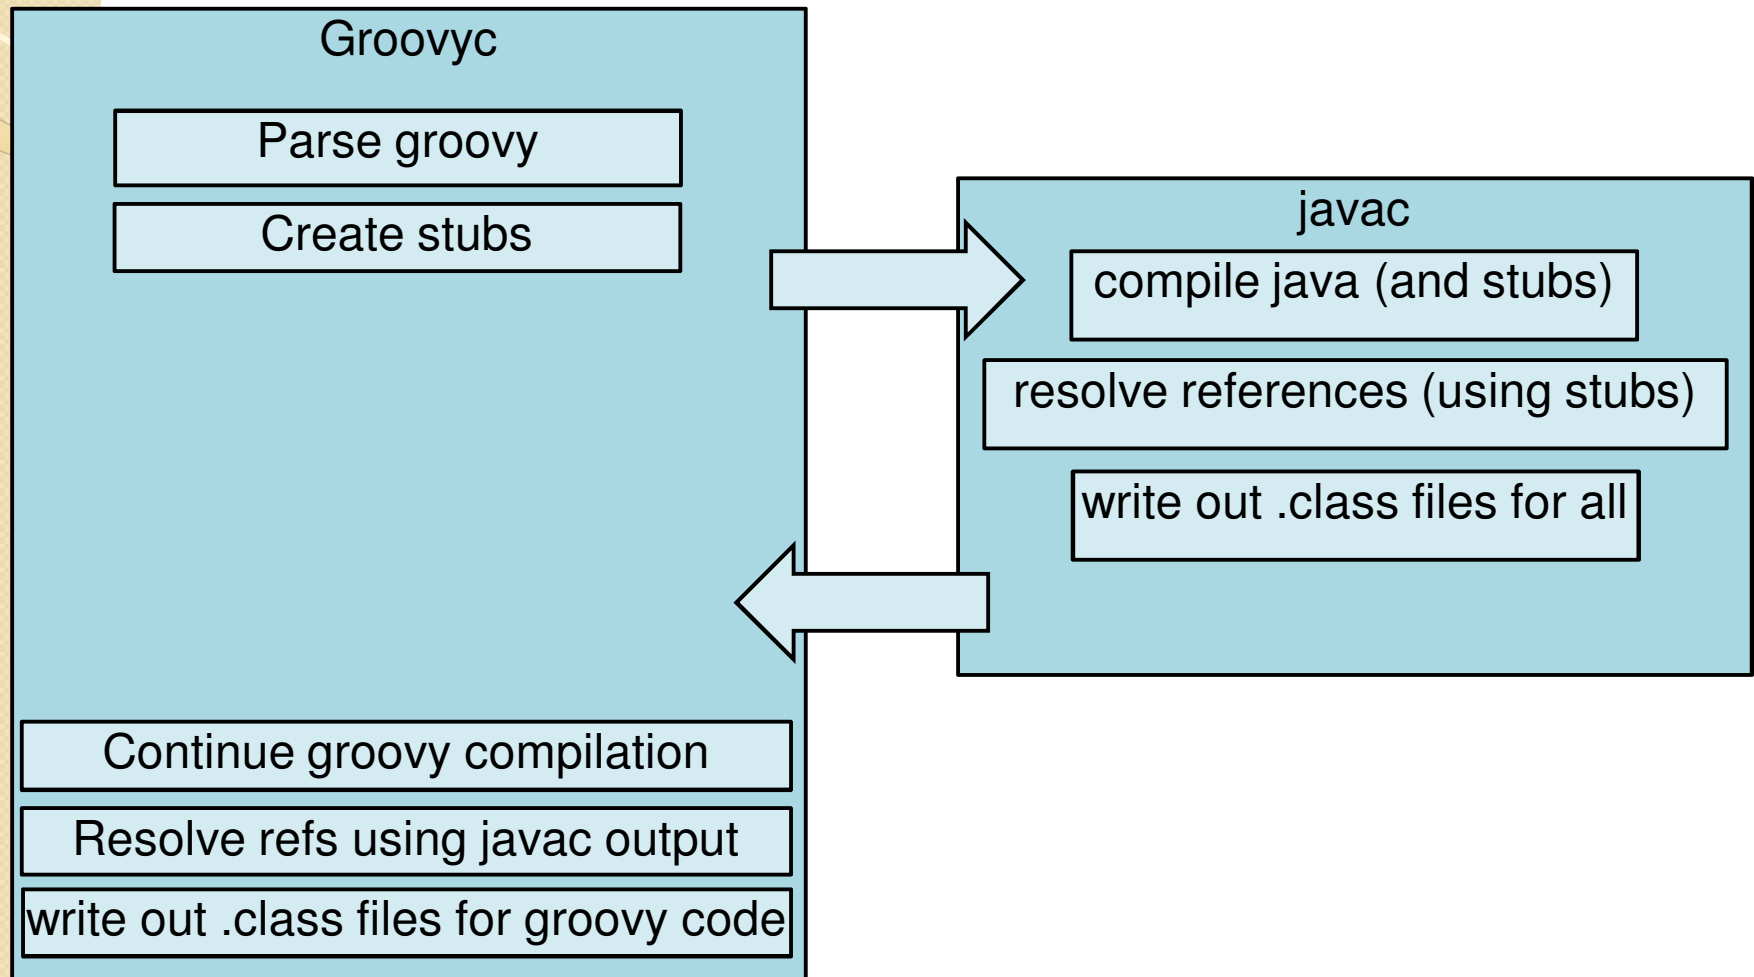 Groovyc
Parse groovy
Create stubs
javac
compile java (and stubs)
resolve references (using stubs)
write out .class files for all
Continue groovy compilation
Resolve refs using javac output
write out .class files for groovy code